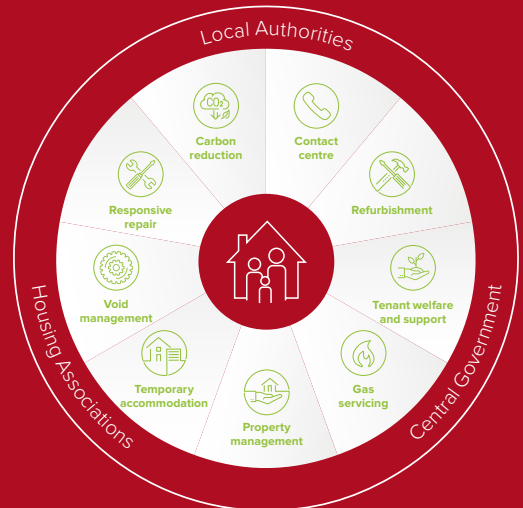 Local Authorities
Carbon
reduction
CO2
Contact
centre
Refurbishment
Tenant welfare
and support
Gas
servicing
Property
management
Temporary
accommodation
Void
management
Responsive
repair
Housing Associations
Central Government